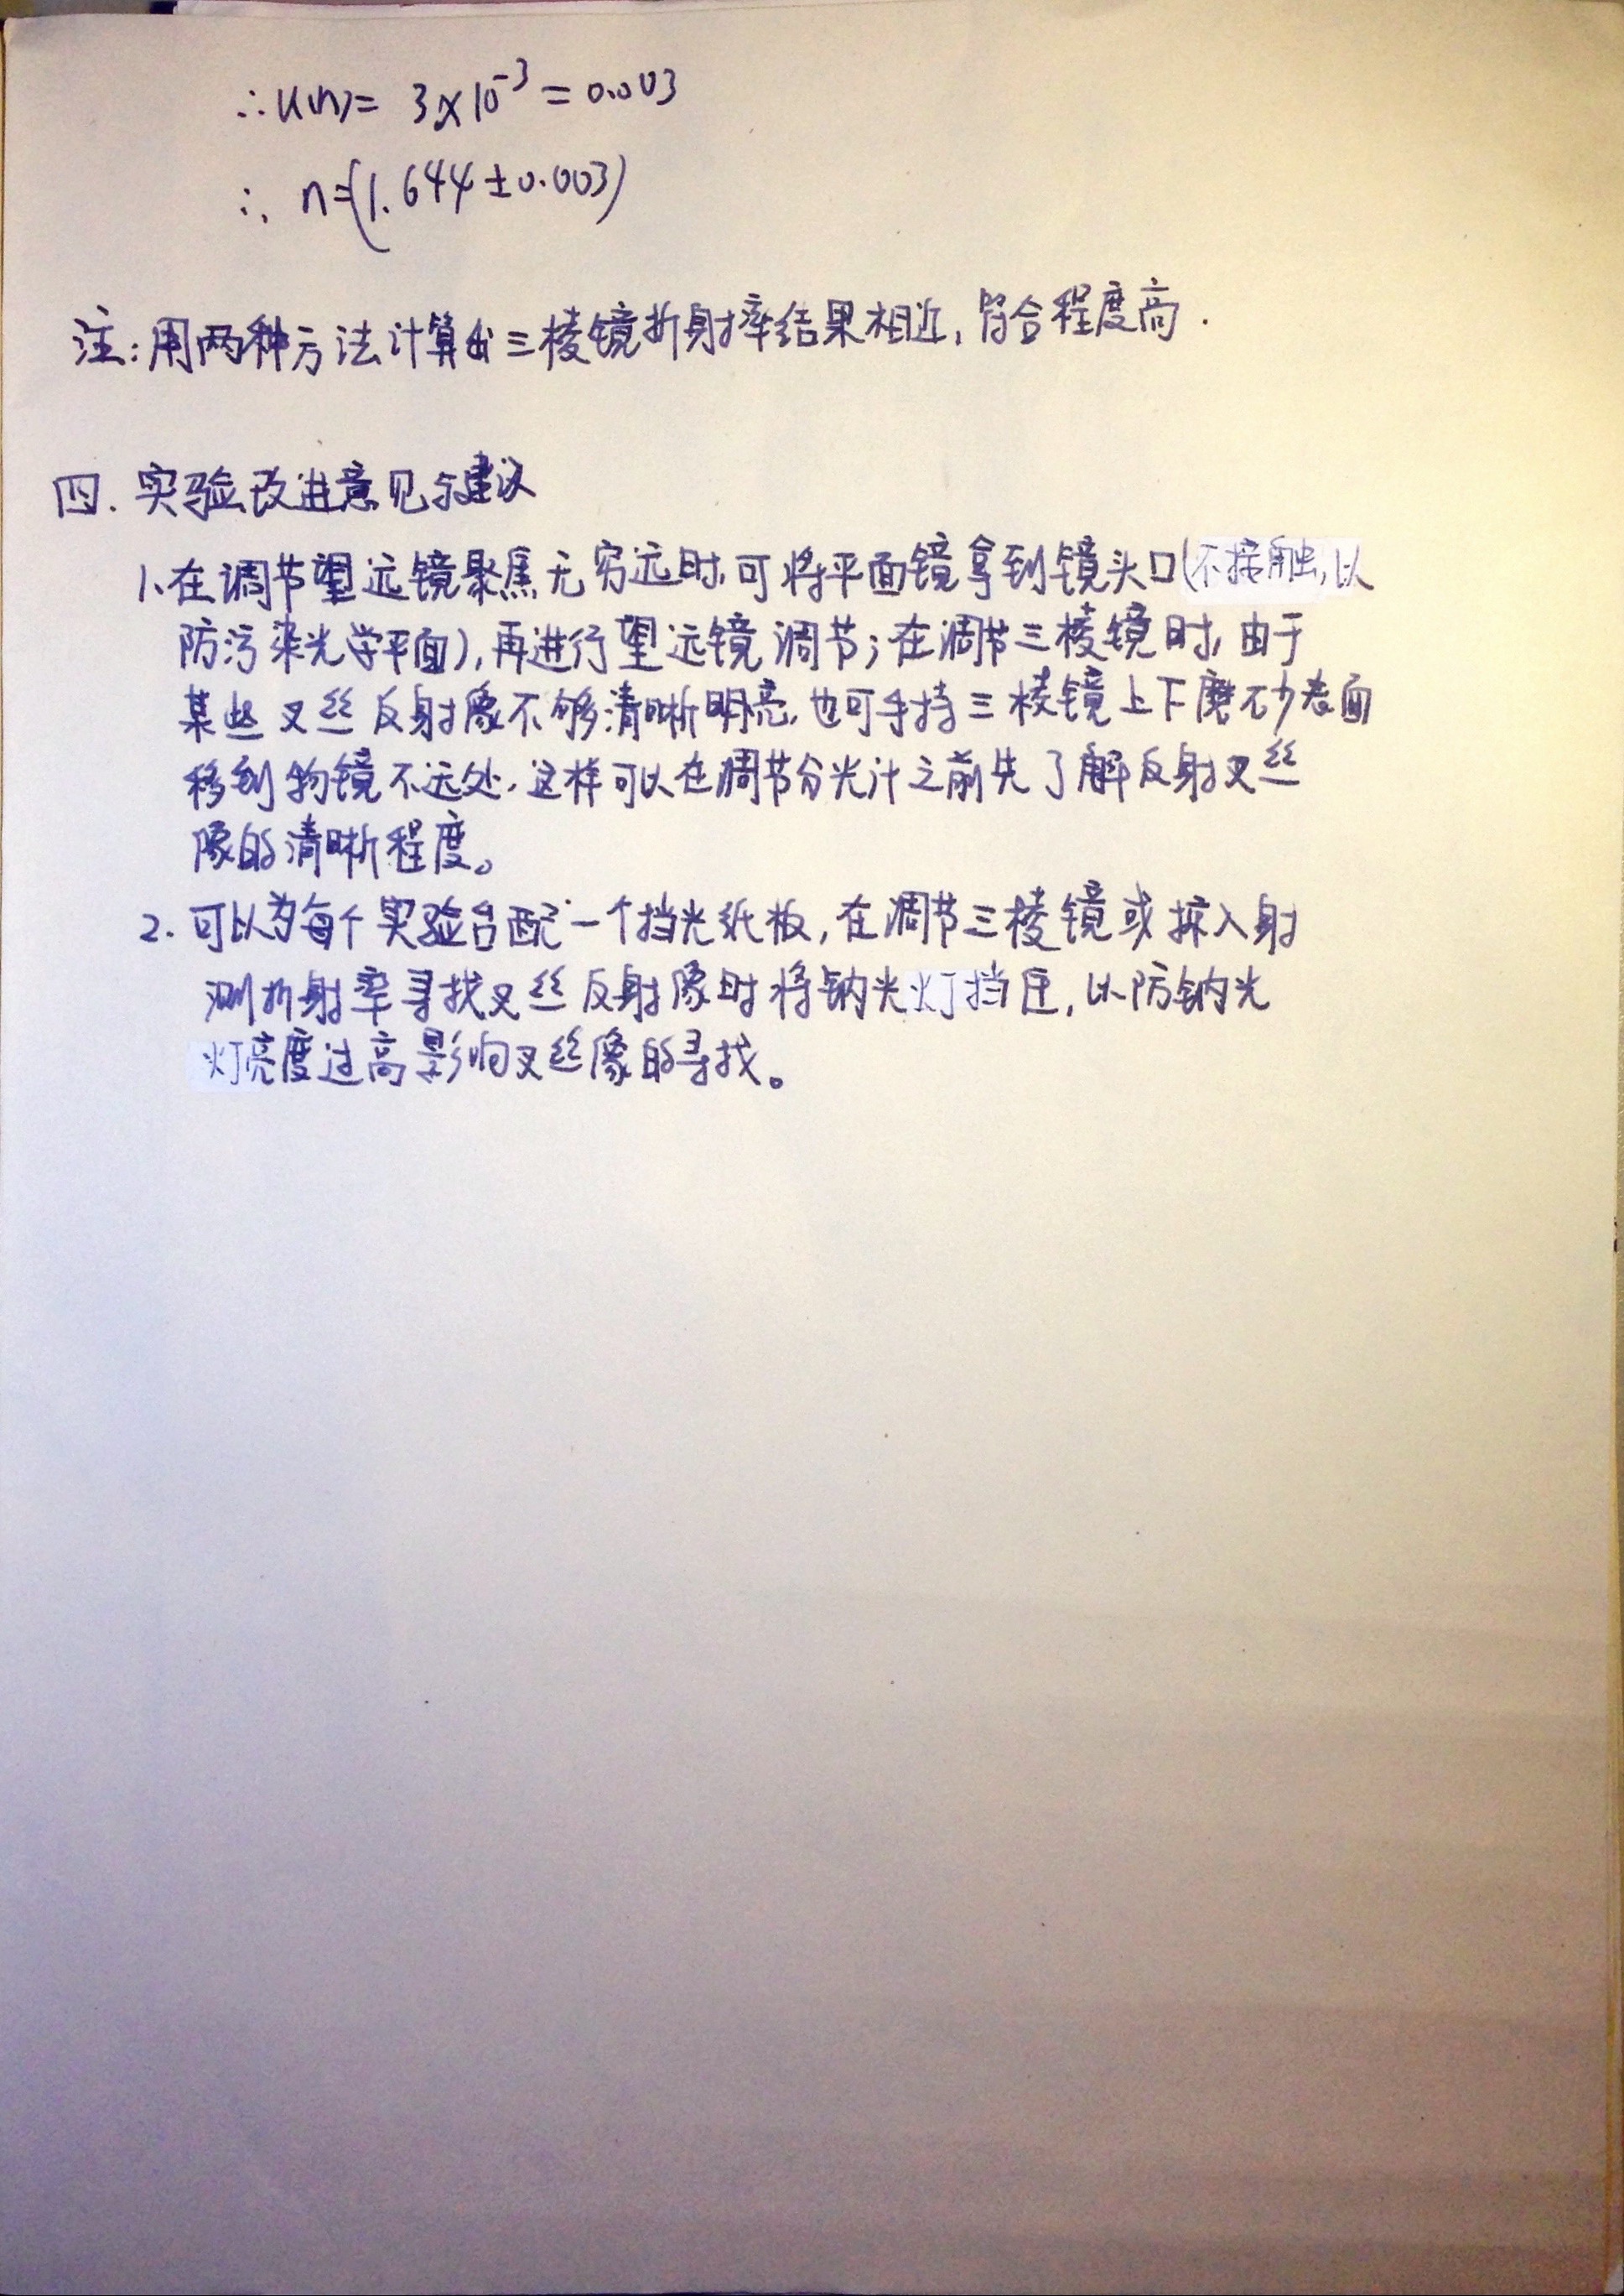 ∴u(n)= 3×10⁻³ = 0.003
∴ n=(1.644±0.003)
注:用两种方法计算出三棱镜折射率结果相近,符合程度高.
四. 实验改进意见与建议
1.在调节望远镜聚焦无穷远时,可将平面镜拿到镜头口(不接触,以
防污染光学平面),再进行望远镜调节;在调节三棱镜时,由于
某些叉丝反射像不够清晰明亮,也可手持三棱镜上下磨砂表面
移到物镜不远处,这样可以在调节分光计之前先了解反射叉丝
像的清晰程度。
2. 可以为每个实验台配一个挡光纸板,在调节三棱镜或掠入射
测折射率寻找叉丝反射像时将钠光灯挡住,以防钠光
灯亮度过高影响叉丝像的寻找。